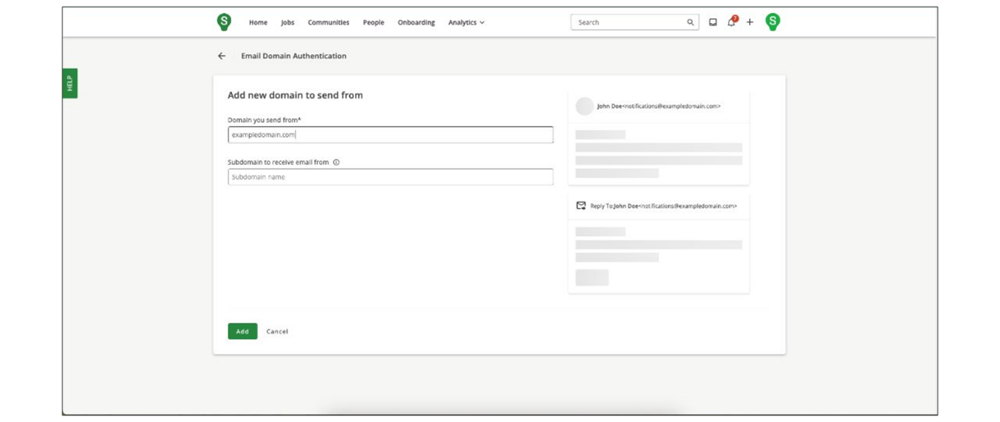 S Home Jobs Communities People Onboarding Analytics Search 7 S
Email Domain Authentication
HELP
Add new domain to send from
Domain you send from*
exampledomain.com
Subdomain to receive email from
Subdomain name
John Doe<notifications@exampledomain.com>
Reply To:John Doe<notifications@exampledomain.com>
Add Cancel